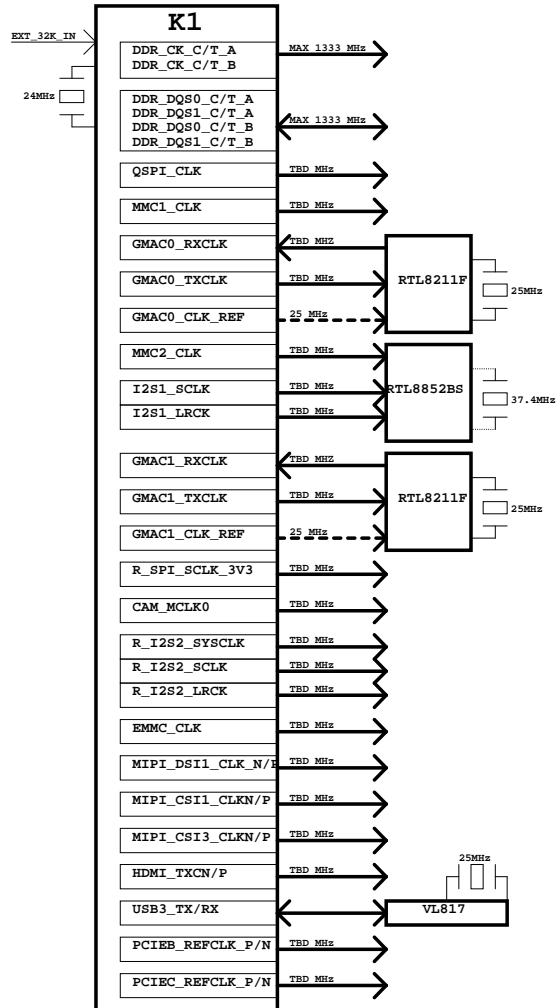 K1
EXT_32K_IN
DDR_CK_C/T_A
DDR_CK_C/T_B
MAX 1333 MHz
24MHz
DDR_DQS0_C/T_A
DDR_DQS1_C/T_A
DDR_DQS0_C/T_B
DDR_DQS1_C/T_B
MAX 1333 MHz
QSPI_CLK
TBD MHz
MMC1_CLK
TBD MHz
GMAC0_RXCLK
TBD MHZ
GMAC0_TXCLK
TBD MHz
RTL8211F
25MHz
GMAC0_CLK_REF
25 MHz
MMC2_CLK
TBD MHz
I2S1_SCLK
TBD MHz
RTL8852BS
37.4MHz
I2S1_LRCK
TBD MHz
GMAC1_RXCLK
TBD MHZ
GMAC1_TXCLK
TBD MHz
RTL8211F
25MHz
GMAC1_CLK_REF
25 MHz
R_SPI_SCLK_3V3
TBD MHz
CAM_MCLK0
TBD MHz
R_I2S2_SYSCLK
TBD MHz
R_I2S2_SCLK
TBD MHz
R_I2S2_LRCK
TBD MHz
EMMC_CLK
TBD MHz
MIPI_DSI1_CLK_N/P
TBD MHz
MIPI_CSI1_CLKN/P
TBD MHz
MIPI_CSI3_CLKN/P
TBD MHz
HDMI_TXCN/P
TBD MHz
25MHz
USB3_TX/RX
VL817
PCIEB_REFCLK_P/N
TBD MHz
PCIEC_REFCLK_P/N
TBD MHz